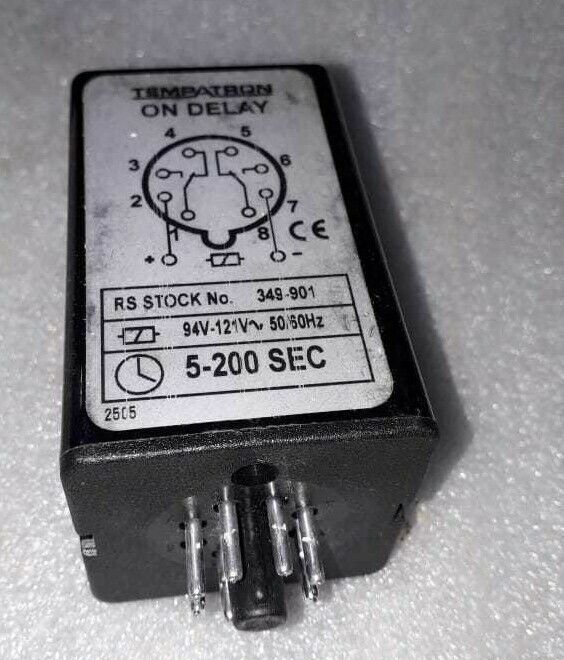 TEMPATRON
ON DELAY
4 5
3 6
2 7
1 8 CE
+ -
RS STOCK No. 349-901
94V-121V∿ 50/60Hz
5-200 SEC
2505